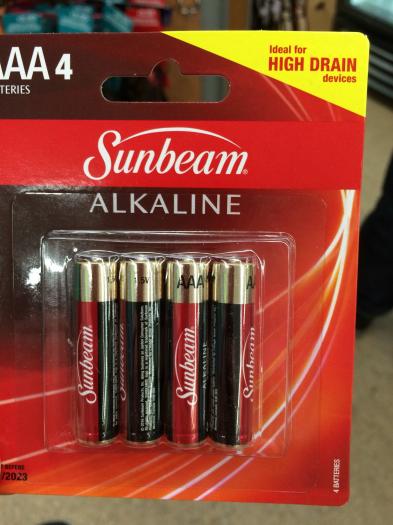 AAA 4
TERIES
Ideal for
HIGH DRAIN
devices
Sunbeam
ALKALINE
Sunbeam
1.5V
Sunbeam
AAA
Sunbeam
ALKALINE
Sunbeam
/2023
4 BATTERIES